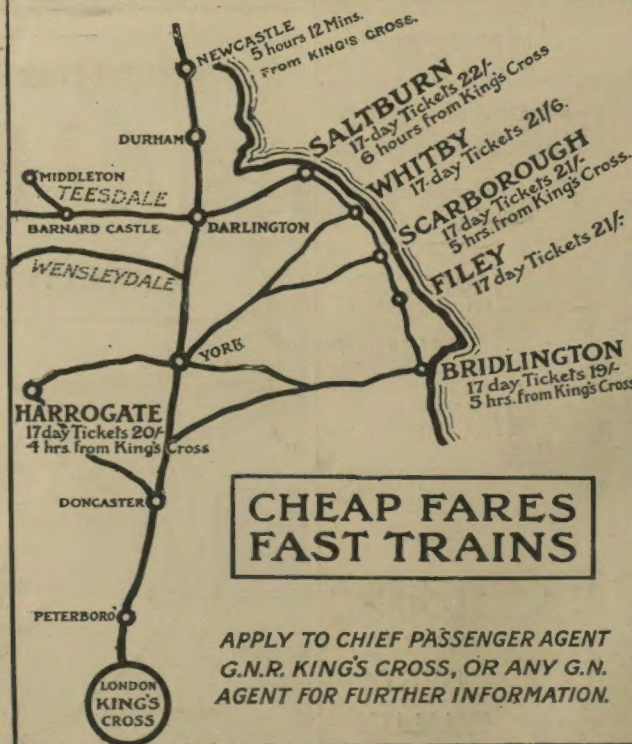 NEWCASTLE
5 hours 12 Mins.
from KING'S CROSS.
DURHAM
SALTBURN
17-day Tickets 22/-
6 hours from King's Cross
MIDDLETON
TEESDALE
WHITBY
17-day Tickets 21/6.
BARNARD CASTLE
DARLINGTON
SCARBOROUGH
17 day Tickets 21/-
5 hrs. from King's Cross.
WENSLEYDALE
FILEY
17 day Tickets 21/-
YORK
BRIDLINGTON
17 day Tickets 19/-
5 hrs. from King's Cross
HARROGATE
17 day Tickets 20/-
4 hrs. from King's Cross
DONCASTER
CHEAP FARES
FAST TRAINS
PETERBORO'
APPLY TO CHIEF PASSENGER AGENT
G.N.R. KING'S CROSS, OR ANY G.N.
AGENT FOR FURTHER INFORMATION.
LONDON
KING'S
CROSS